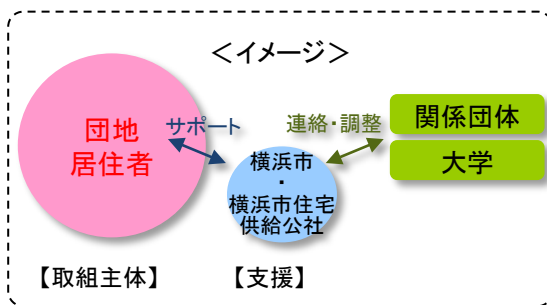 ＜イメージ＞
団地
居住者
サポート
連絡・調整
関係団体
大学
横浜市
・
横浜市住宅
供給公社
【取組主体】
【支援】